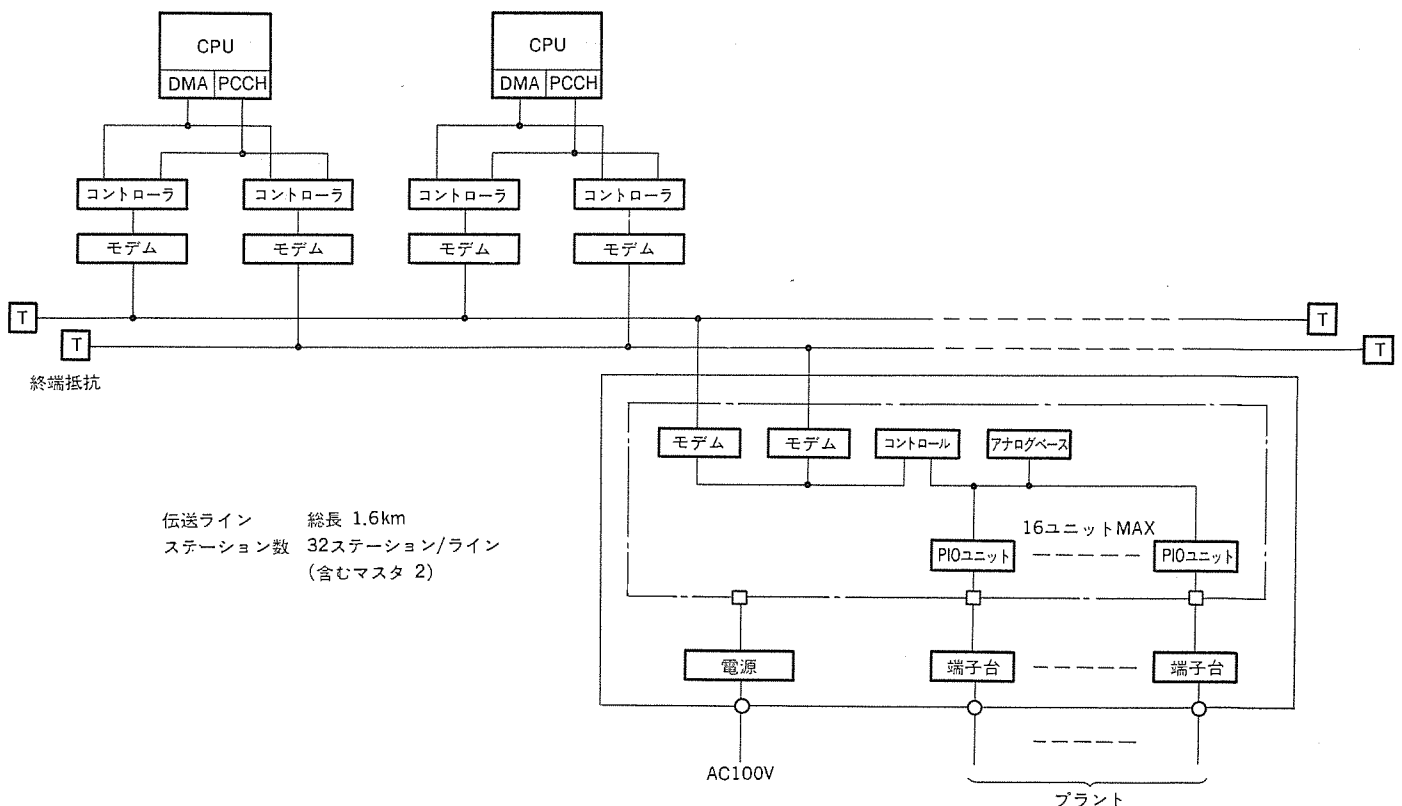 CPU
CPU
DMA PCCH
DMA PCCH
コントローラ
コントローラ
コントローラ
コントローラ
モデム
モデム
モデム
モデム
T
T
T
T
終端抵抗
モデム
モデム
コントロール
アナログベース
伝送ライン 総長 1.6km
ステーション数 32ステーション/ライン
(含むマスタ 2)
16ユニットMAX
PIOユニット
PIOユニット
電源
端子台
端子台
AC100V
プラント